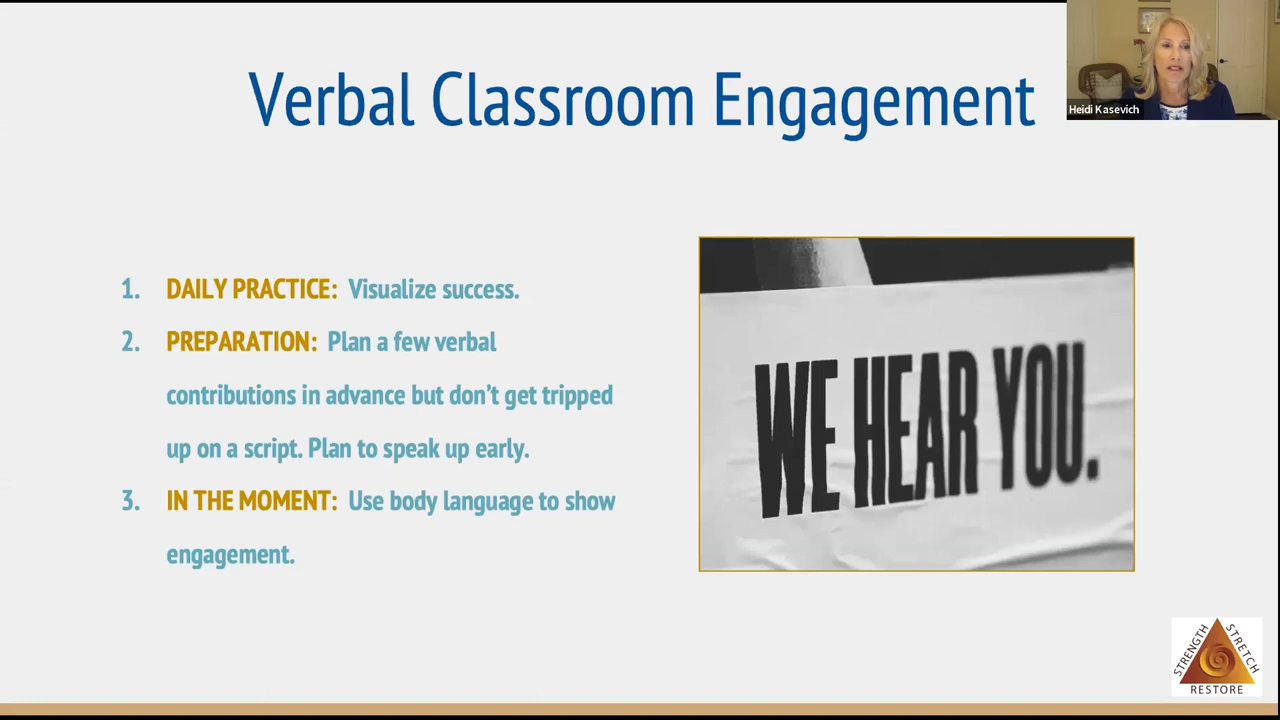 Verbal Classroom Engagement
Heidi Kasevich
1. DAILY PRACTICE: Visualize success.
2. PREPARATION: Plan a few verbal
contributions in advance but don’t get tripped
up on a script. Plan to speak up early.
3. IN THE MOMENT: Use body language to show
engagement.
WE HEAR YOU.
STRENGTH
STRETCH
RESTORE